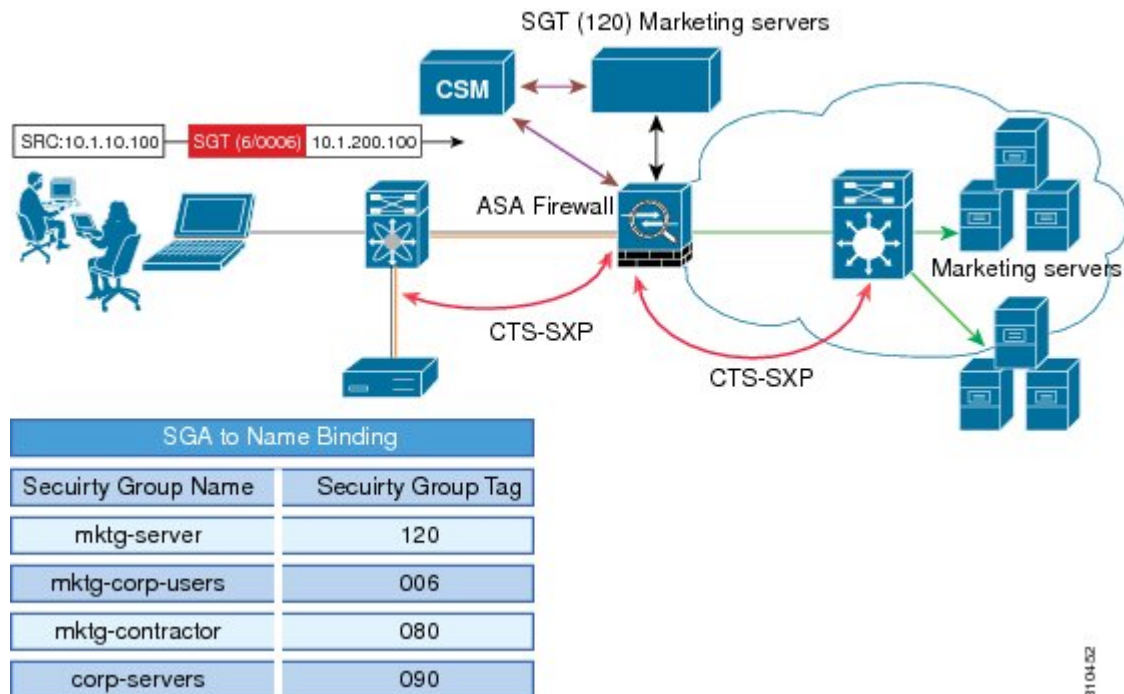 SGT (120) Marketing servers
CSM
SRC:10.1.10.100 SGT (6/0006) 10.1.200.100
ASA Firewall
Marketing servers
CTS-SXP
CTS-SXP
SGA to Name Binding
Secuirty Group Name Secuirty Group Tag
mktg-server 120
mktg-corp-users 006
mktg-contractor 080
corp-servers 090
310452